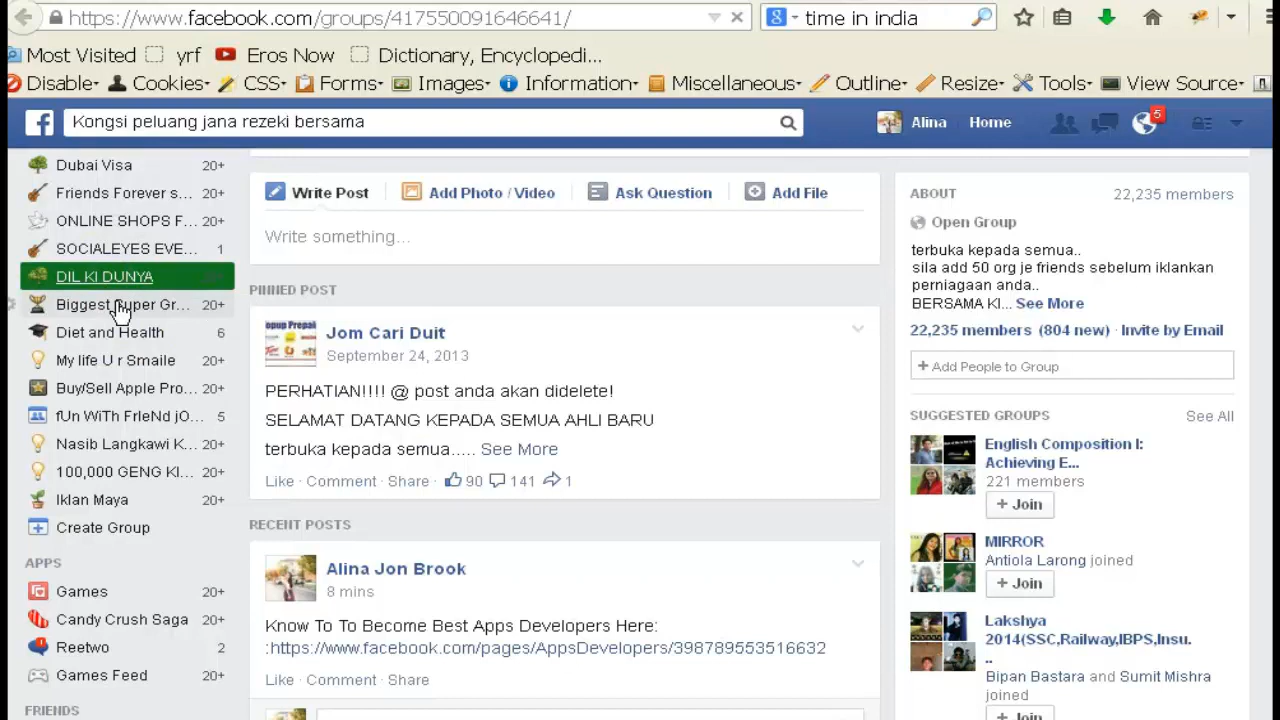 https://www.facebook.com/groups/417550091646641/
time in india
Most Visited
yrf
Eros Now
Dictionary, Encyclopedi...
Disable
Cookies
CSS
Forms
Images
Information
Miscellaneous
Outline
Resize
Tools
View Source
Kongsi peluang jana rezeki bersama
Alina
Home
5
Dubai Visa 20+
Friends Forever s... 20+
ONLINE SHOPS F... 20+
SOCIALEYES EVE... 1
DIL KI DUNYA
Biggest Super Gr... 20+
Diet and Health 6
My life U r Smaile 20+
Buy/Sell Apple Pro... 20+
fUn WiTh FrIeNd jO... 5
Nasib Langkawi K... 20+
100,000 GENG KI... 20+
Iklan Maya 20+
Create Group
APPS
Games 20+
Candy Crush Saga 20+
Reetwo 2
Games Feed 20+
FRIENDS
Write Post
Add Photo / Video
Ask Question
Add File
Write something...
PINNED POST
Jom Cari Duit
September 24, 2013
PERHATIAN!!!! @ post anda akan didelete!
SELAMAT DATANG KEPADA SEMUA AHLI BARU
terbuka kepada semua..... See More
Like · Comment · Share · 90 141 1
RECENT POSTS
Alina Jon Brook
8 mins
Know To To Become Best Apps Developers Here:
:https://www.facebook.com/pages/AppsDevelopers/398789553516632
Like · Comment · Share
ABOUT 22,235 members
Open Group
terbuka kepada semua..
sila add 50 org je friends sebelum iklankan
perniagaan anda..
BERSAMA KI... See More
22,235 members (804 new) · Invite by Email
+ Add People to Group
SUGGESTED GROUPS See All
English Composition I:
Achieving E...
221 members
+ Join
MIRROR
Antiola Larong joined
+ Join
Lakshya
2014(SSC,Railway,IBPS,Insu.
..
Bipan Bastara and Sumit Mishra
joined
+ Join